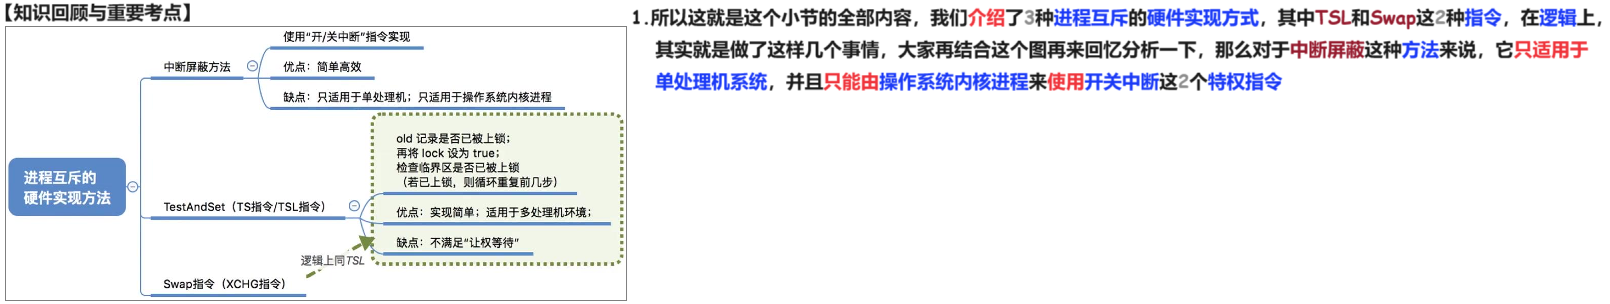 【知识回顾与重要考点】
使用“开/关中断”指令实现
中断屏蔽方法
优点：简单高效
缺点：只适用于单处理机；只适用于操作系统内核进程
old 记录是否已被上锁；
再将 lock 设为 true；
检查临界区是否已被上锁
（若已上锁，则循环重复前几步）
进程互斥的
硬件实现方法
TestAndSet（TS指令/TSL指令）
优点：实现简单；适用于多处理机环境；
缺点：不满足“让权等待”
逻辑上同TSL
Swap指令（XCHG指令）
1.所以这就是这个小节的全部内容，我们介绍了3种进程互斥的硬件实现方式，其中TSL和Swap这2种指令，在逻辑上，
其实就是做了这样几个事情，大家再结合这个图再来回忆分析一下，那么对于中断屏蔽这种方法来说，它只适用于
单处理机系统，并且只能由操作系统内核进程来使用开关中断这2个特权指令